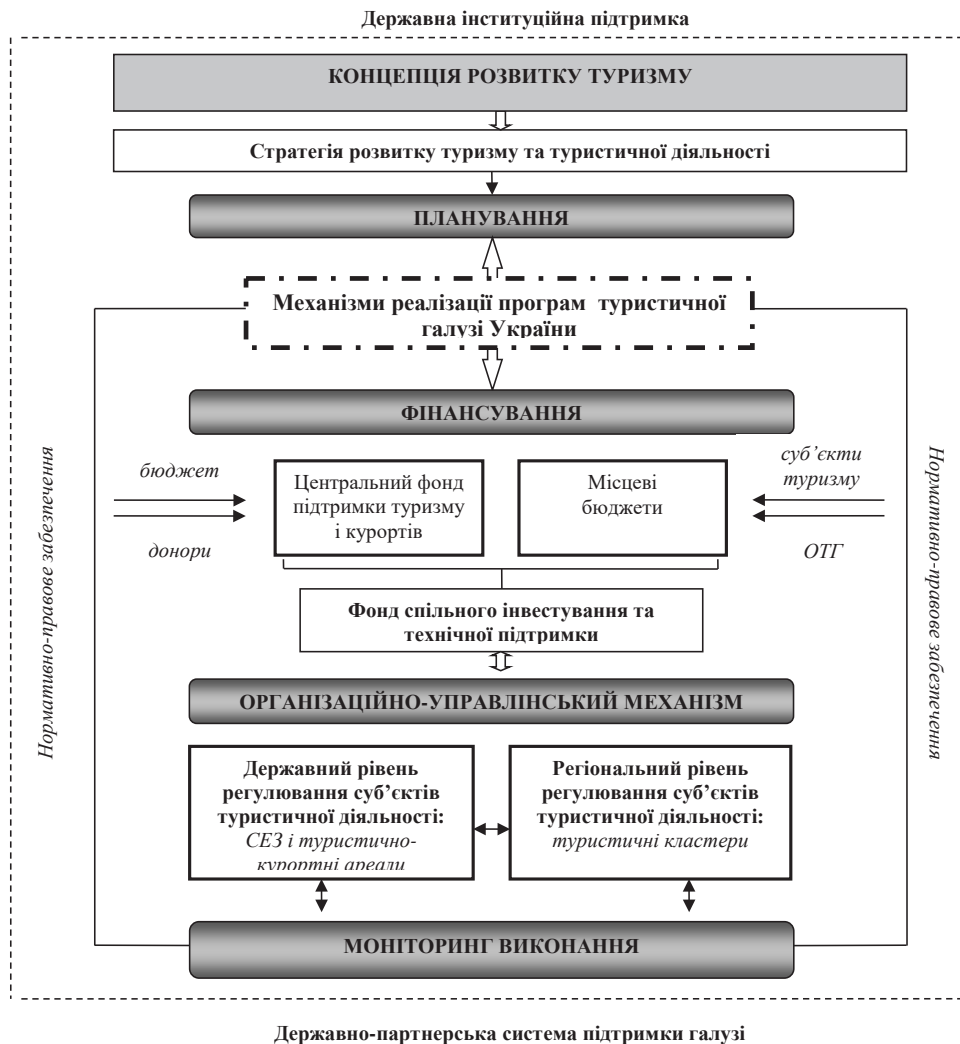 Державна інституційна підтримка
КОНЦЕПЦІЯ РОЗВИТКУ ТУРИЗМУ
Стратегія розвитку туризму та туристичної діяльності
ПЛАНУВАННЯ
Механізми реалізації програм туристичної
галузі України
ФІНАНСУВАННЯ
Нормативно-правове забезпечення
бюджет
донори
Центральний фонд
підтримки туризму
і курортів
Місцеві
бюджети
суб’єкти
туризму
ОТГ
Нормативно-правове забезпечення
Фонд спільного інвестування та
технічної підтримки
ОРГАНІЗАЦІЙНО-УПРАВЛІНСЬКИЙ МЕХАНІЗМ
Державний рівень
регулювання суб’єктів
туристичної діяльності:
СЕЗ і туристично-
курортні ареали
Регіональний рівень
регулювання суб’єктів
туристичної діяльності:
туристичні кластери
МОНІТОРИНГ ВИКОНАННЯ
Державно-партнерська система підтримки галузі